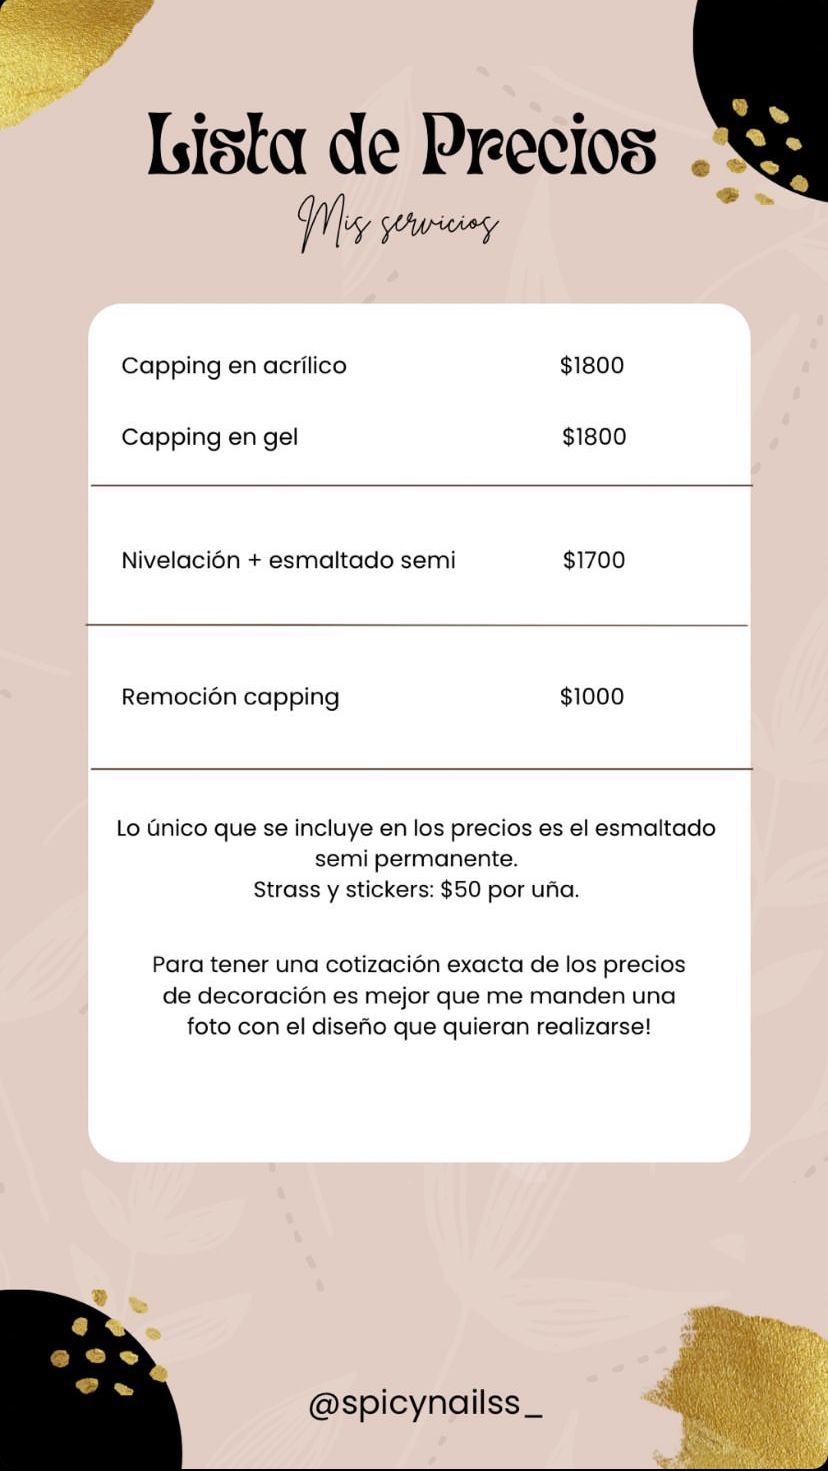 Lista de Precios
Mis servicios
Capping en acrílico $1800
Capping en gel $1800
Nivelación + esmaltado semi $1700
Remoción capping $1000
Lo único que se incluye en los precios es el esmaltado
semi permanente.
Strass y stickers: $50 por uña.
Para tener una cotización exacta de los precios
de decoración es mejor que me manden una
foto con el diseño que quieran realizarse!
@spicynailss_